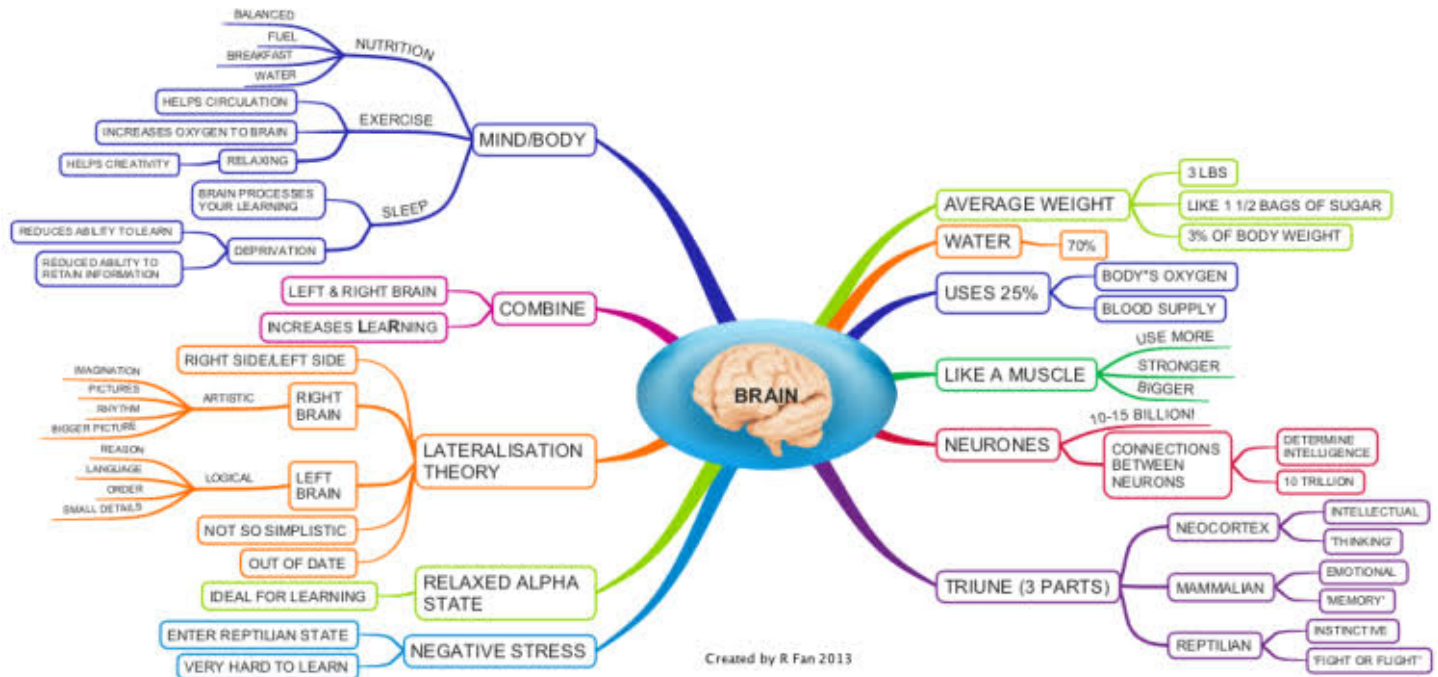 BALANCED
FUEL
BREAKFAST
WATER
NUTRITION
HELPS CIRCULATION
INCREASES OXYGEN TO BRAIN
HELPS CREATIVITY
RELAXING
EXERCISE
BRAIN PROCESSES
YOUR LEARNING
REDUCES ABILITY TO LEARN
REDUCED ABILITY TO
RETAIN INFORMATION
DEPRIVATION
SLEEP
MIND/BODY
LEFT & RIGHT BRAIN
INCREASES LEARNING
COMBINE
RIGHT SIDE/LEFT SIDE
IMAGINATION
PICTURES
RHYTHM
BIGGER PICTURE
ARTISTIC
RIGHT
BRAIN
REASON
LANGUAGE
ORDER
SMALL DETAILS
LOGICAL
LEFT
BRAIN
NOT SO SIMPLISTIC
OUT OF DATE
LATERALISATION
THEORY
IDEAL FOR LEARNING
RELAXED ALPHA
STATE
ENTER REPTILIAN STATE
VERY HARD TO LEARN
NEGATIVE STRESS
BRAIN
AVERAGE WEIGHT
3 LBS
LIKE 1 1/2 BAGS OF SUGAR
3% OF BODY WEIGHT
WATER
70%
USES 25%
BODY"S OXYGEN
BLOOD SUPPLY
LIKE A MUSCLE
USE MORE
STRONGER
BIGGER
NEURONES
10-15 BILLION!
CONNECTIONS
BETWEEN
NEURONS
DETERMINE
INTELLIGENCE
10 TRILLION
TRIUNE (3 PARTS)
NEOCORTEX
INTELLECTUAL
'THINKING'
MAMMALIAN
EMOTIONAL
'MEMORY'
REPTILIAN
INSTINCTIVE
'FIGHT OR FLIGHT'
Created by R Fan 2013